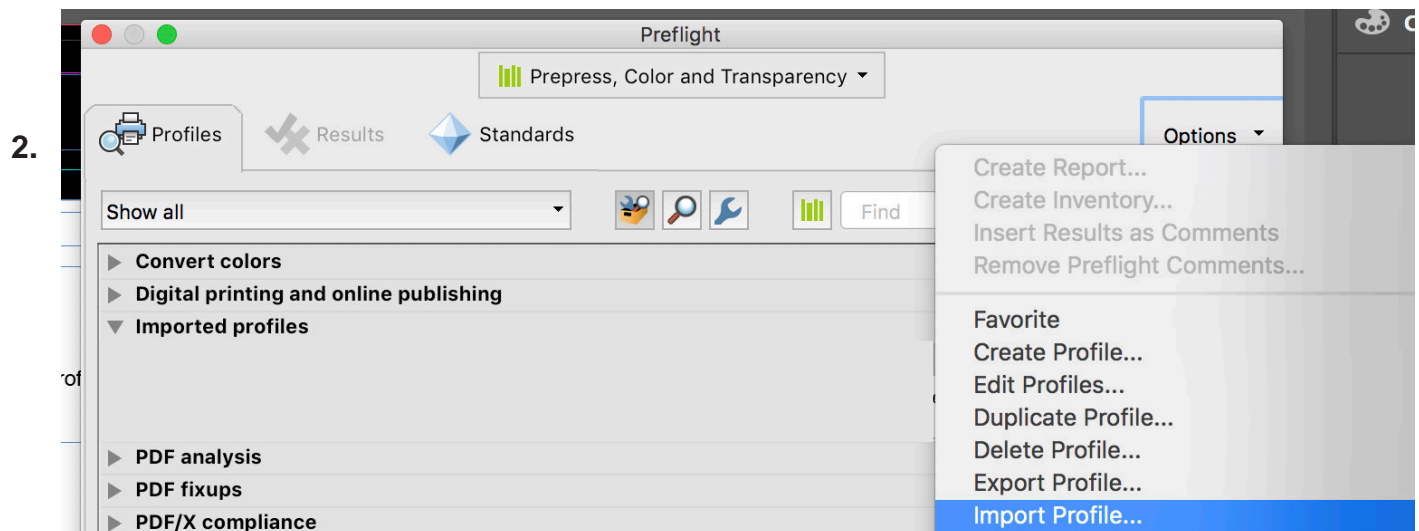 Preflight
Prepress, Color and Transparency
2.
Profiles
Results
Standards
Options
Show all
Find
Convert colors
Digital printing and online publishing
Imported profiles
PDF analysis
PDF fixups
PDF/X compliance
Create Report...
Create Inventory...
Insert Results as Comments
Remove Preflight Comments...
Favorite
Create Profile...
Edit Profiles...
Duplicate Profile...
Delete Profile...
Export Profile...
Import Profile...